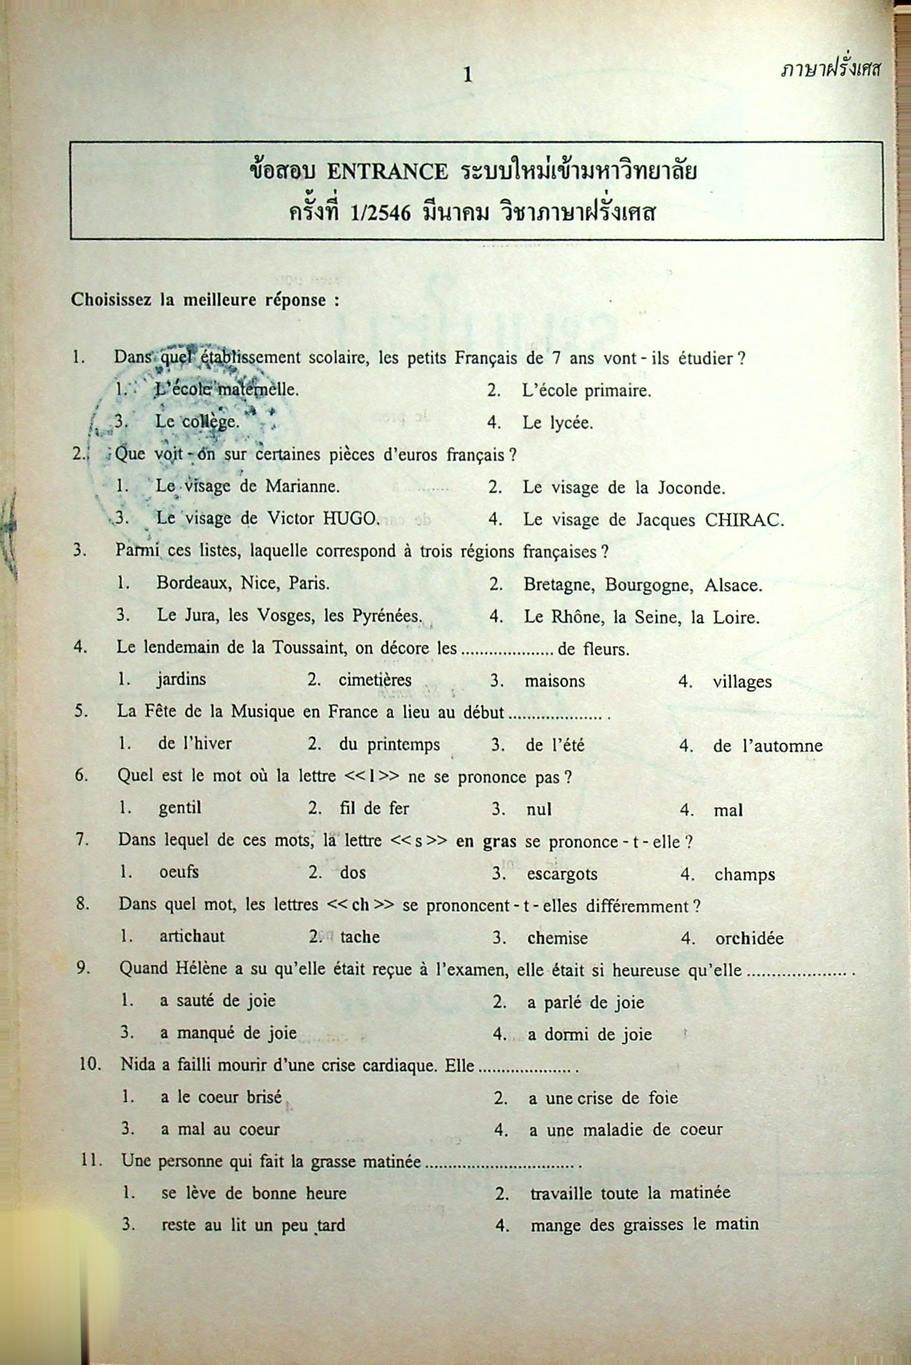 1
ภาษาฝรั่งเศส
ข้อสอบ ENTRANCE ระบบใหม่เข้ามหาวิทยาลัย
ครั้งที่ 1/2546 มีนาคม วิชาภาษาฝรั่งเศส
Choisissez la meilleure réponse :
1. Dans quel établissement scolaire, les petits Français de 7 ans vont - ils étudier ?
1. L'école maternelle. 2. L'école primaire.
3. Le collège. 4. Le lycée.
2. Que voit - on sur certaines pièces d'euros français ?
1. Le visage de Marianne. 2. Le visage de la Joconde.
3. Le visage de Victor HUGO. 4. Le visage de Jacques CHIRAC.
3. Parmi ces listes, laquelle correspond à trois régions françaises ?
1. Bordeaux, Nice, Paris. 2. Bretagne, Bourgogne, Alsace.
3. Le Jura, les Vosges, les Pyrénées. 4. Le Rhône, la Seine, la Loire.
4. Le lendemain de la Toussaint, on décore les .................... de fleurs.
1. jardins 2. cimetières 3. maisons 4. villages
5. La Fête de la Musique en France a lieu au début .................... .
1. de l'hiver 2. du printemps 3. de l'été 4. de l'automne
6. Quel est le mot où la lettre <<l>> ne se prononce pas ?
1. gentil 2. fil de fer 3. nul 4. mal
7. Dans lequel de ces mots, la lettre <<s>> en gras se prononce - t - elle ?
1. oeufs 2. dos 3. escargots 4. champs
8. Dans quel mot, les lettres <<ch>> se prononcent - t - elles différemment ?
1. artichaut 2. tache 3. chemise 4. orchidée
9. Quand Hélène a su qu'elle était reçue à l'examen, elle était si heureuse qu'elle ..................... .
1. a sauté de joie 2. a parlé de joie
3. a manqué de joie 4. a dormi de joie
10. Nida a failli mourir d'une crise cardiaque. Elle .................... .
1. a le coeur brisé 2. a une crise de foie
3. a mal au coeur 4. a une maladie de coeur
11. Une personne qui fait la grasse matinée ................................ .
1. se lève de bonne heure 2. travaille toute la matinée
3. reste au lit un peu tard 4. mange des graisses le matin